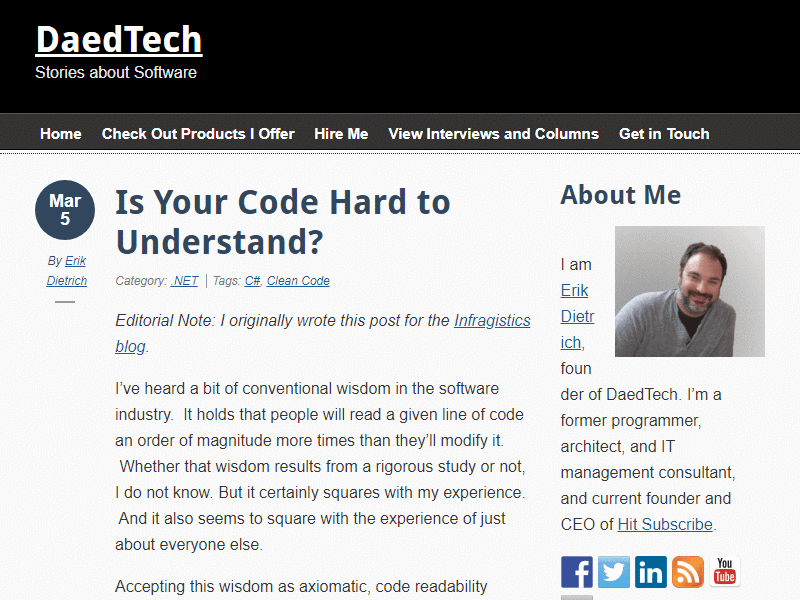 DaedTech
Stories about Software
Home
Check Out Products I Offer
Hire Me
View Interviews and Columns
Get in Touch
Mar
5
By Erik
Dietrich
Is Your Code Hard to
Understand?
Category: .NET | Tags: C#, Clean Code
Editorial Note: I originally wrote this post for the Infragistics
blog.
I’ve heard a bit of conventional wisdom in the software
industry.  It holds that people will read a given line of code
an order of magnitude more times than they’ll modify it.
 Whether that wisdom results from a rigorous study or not,
I do not know. But it certainly squares with my experience.
 And it also seems to square with the experience of just
about everyone else.
Accepting this wisdom as axiomatic, code readability
About Me
I am
Erik
Dietr
ich,
foun
der of DaedTech. I’m a
former programmer,
architect, and IT
management consultant,
and current founder and
CEO of Hit Subscribe.
f
in
You
Tube